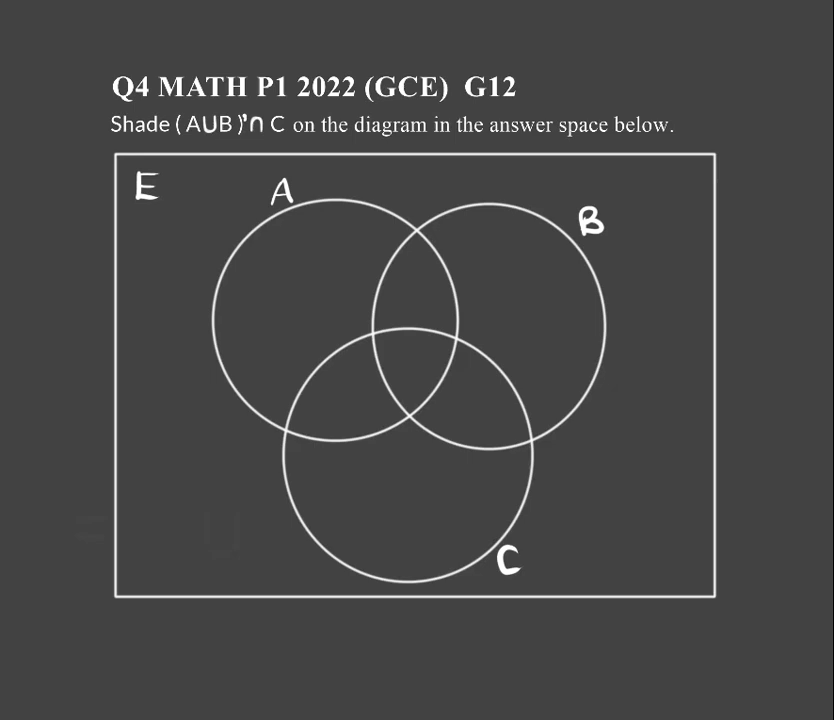 Q4 MATH P1 2022 (GCE) G12
Shade (AUB)'∩ C on the diagram in the answer space below.
E
A
B
C